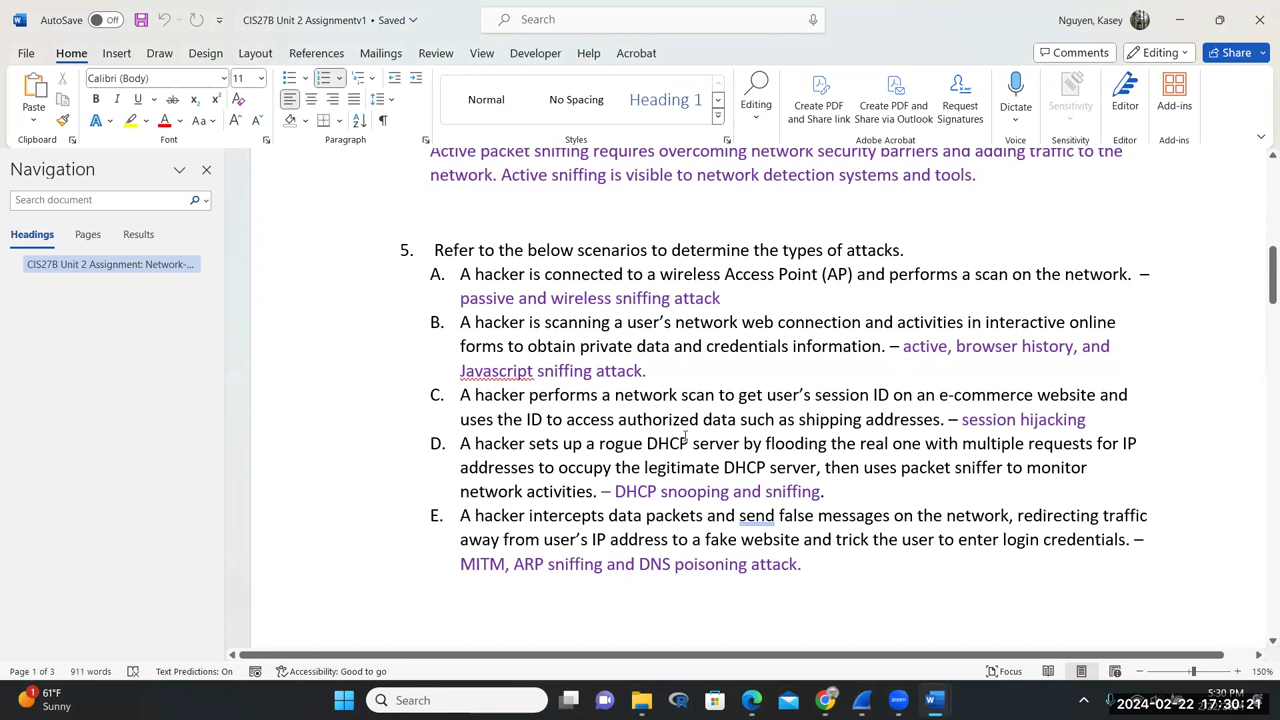 AutoSave Off CIS27B Unit 2 Assignmentv1 • Saved Search Nguyen, Kasey
File Home Insert Draw Design Layout References Mailings Review View Developer Help Acrobat Comments Editing Share
Calibri (Body) 11
Paste
Normal No Spacing Heading 1
Editing
Create PDF and Share link
Create PDF and Share via Outlook
Request Signatures
Dictate
Sensitivity
Editor
Add-ins
Clipboard Font Paragraph Styles Adobe Acrobat Voice Sensitivity Editor Add-ins
Navigation
Search document
Headings Pages Results
CIS27B Unit 2 Assignment: Network-...
Active packet sniffing requires overcoming network security barriers and adding traffic to the
network. Active sniffing is visible to network detection systems and tools.
5. Refer to the below scenarios to determine the types of attacks.
A. A hacker is connected to a wireless Access Point (AP) and performs a scan on the network. –
passive and wireless sniffing attack
B. A hacker is scanning a user’s network web connection and activities in interactive online
forms to obtain private data and credentials information. – active, browser history, and
Javascript sniffing attack.
C. A hacker performs a network scan to get user’s session ID on an e-commerce website and
uses the ID to access authorized data such as shipping addresses. – session hijacking
D. A hacker sets up a rogue DHCP server by flooding the real one with multiple requests for IP
addresses to occupy the legitimate DHCP server, then uses packet sniffer to monitor
network activities. – DHCP snooping and sniffing.
E. A hacker intercepts data packets and send false messages on the network, redirecting traffic
away from user’s IP address to a fake website and trick the user to enter login credentials. –
MITM, ARP sniffing and DNS poisoning attack.
Page 1 of 3 911 words Text Predictions: On Accessibility: Good to go Focus 150%
61°F
Sunny
Search
5:30 PM
2024-02-22 17:30:21